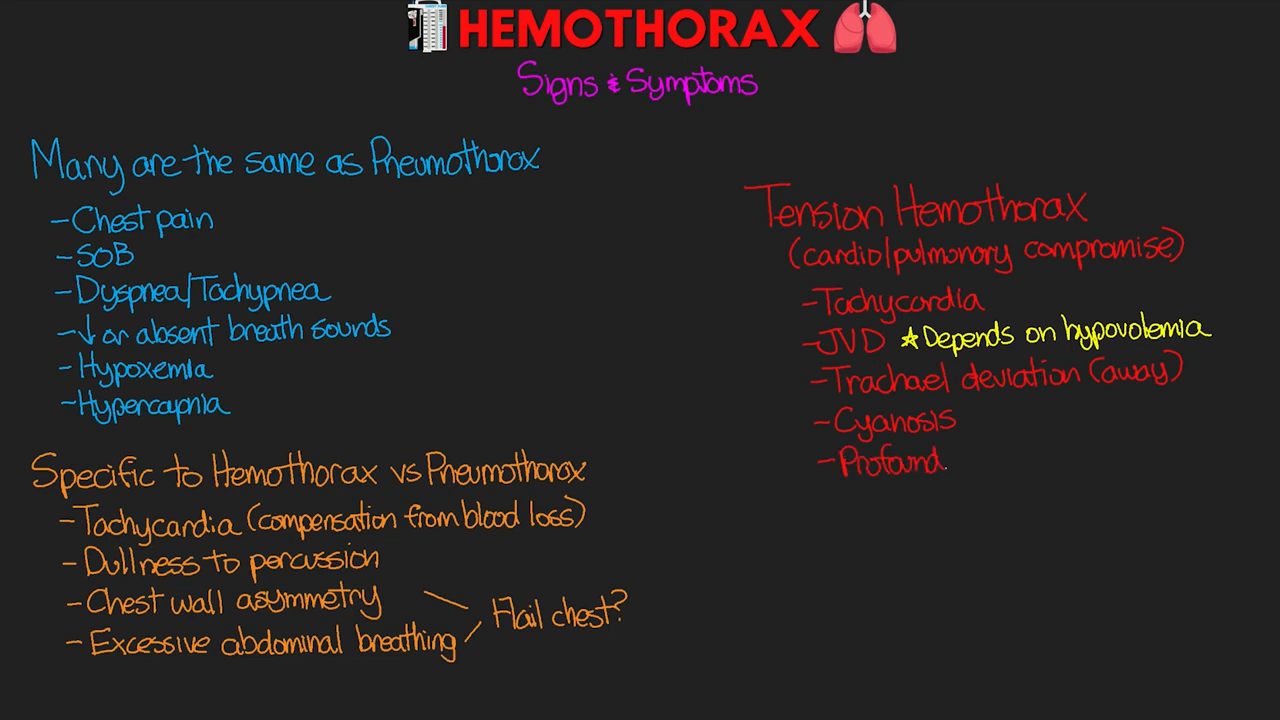 HEMOTHORAX
Signs & Symptoms
Many are the same as Pneumothorax
- Chest pain
- SOB
- Dyspnea/Tachypnea
- ↓ or absent breath sounds
- Hypoxemia
- Hypercapnia
Specific to Hemothorax vs Pneumothorax
- Tachycardia (compensation from blood loss)
- Dullness to percussion
- Chest wall asymmetry
- Excessive abdominal breathing
Flail chest?
Tension Hemothorax
(cardio/pulmonary compromise)
- Tachycardia
- JVD ★Depends on hypovolemia
- Trachael deviation (away)
- Cyanosis
- Profound